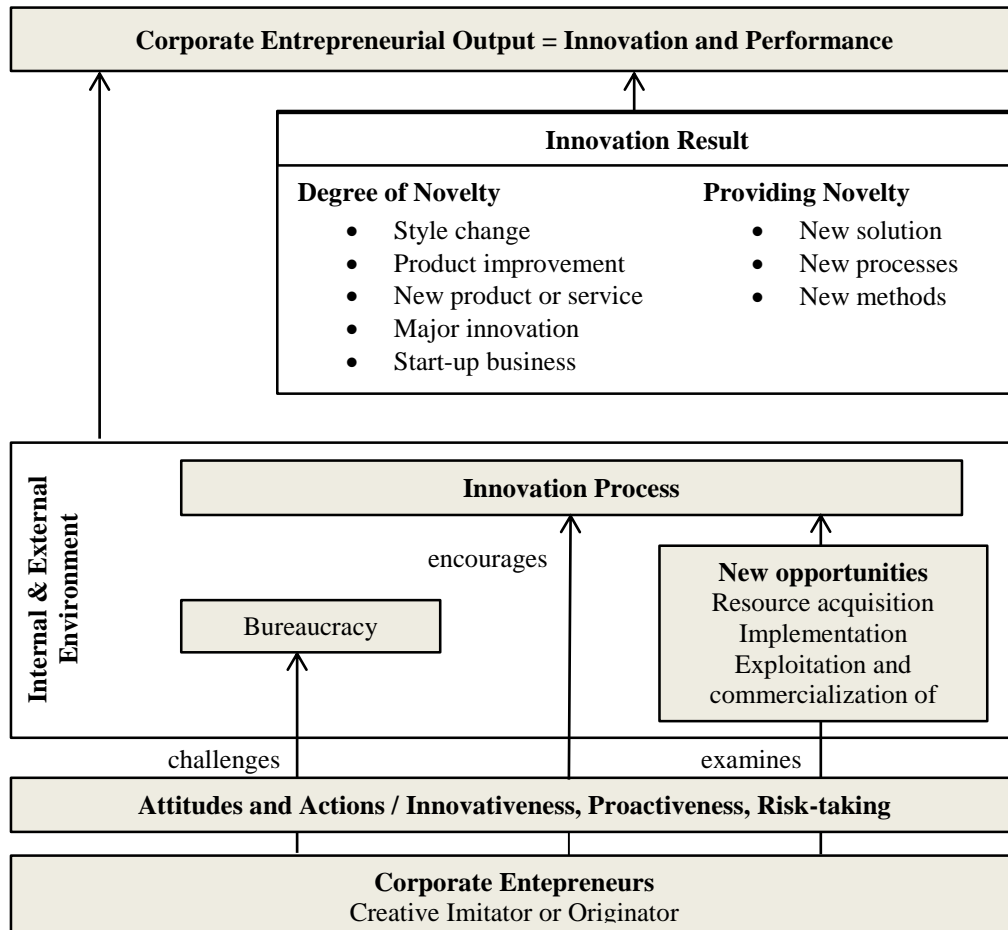 Corporate Entrepreneurial Output = Innovation and Performance
Innovation Result
Degree of Novelty
• Style change
• Product improvement
• New product or service
• Major innovation
• Start-up business
Providing Novelty
• New solution
• New processes
• New methods
Internal & External
Environment
Innovation Process
encourages
New opportunities
Resource acquisition
Implementation
Exploitation and
commercialization of
Bureaucracy
challenges
examines
Attitudes and Actions / Innovativeness, Proactiveness, Risk-taking
Corporate Entepreneurs
Creative Imitator or Originator